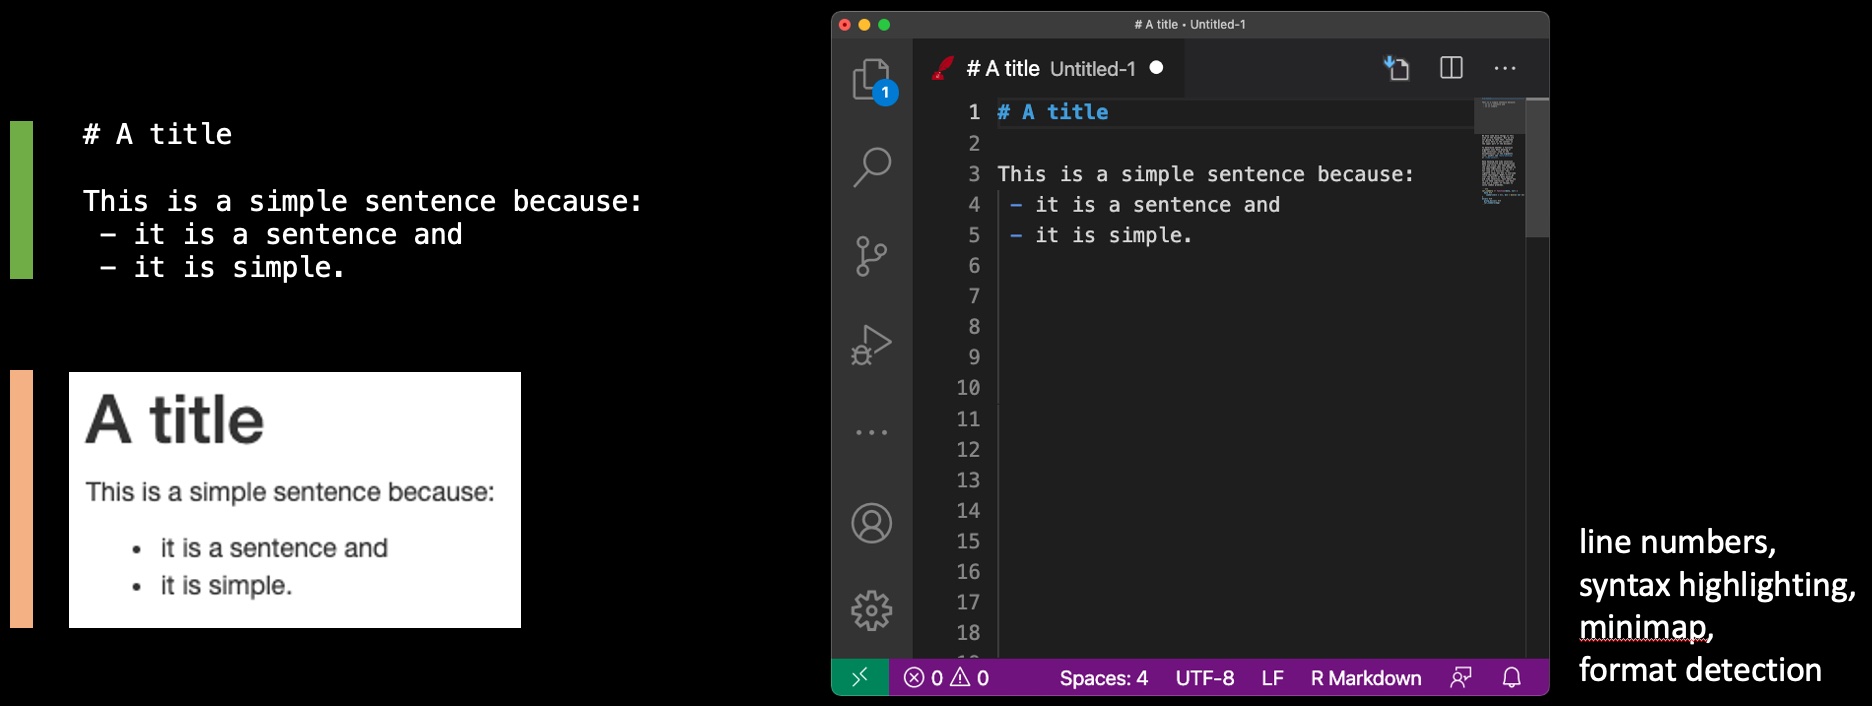 # A title
This is a simple sentence because:
- it is a sentence and
- it is simple.
A title
This is a simple sentence because:
• it is a sentence and
• it is simple.
# A title • Untitled-1
# A title Untitled-1
1
1 # A title
2
3 This is a simple sentence because:
4 - it is a sentence and
5 - it is simple.
6
7
8
9
10
11
12
13
14
15
16
17
18
0 0 Spaces: 4 UTF-8 LF R Markdown
line numbers,
syntax highlighting,
minimap,
format detection